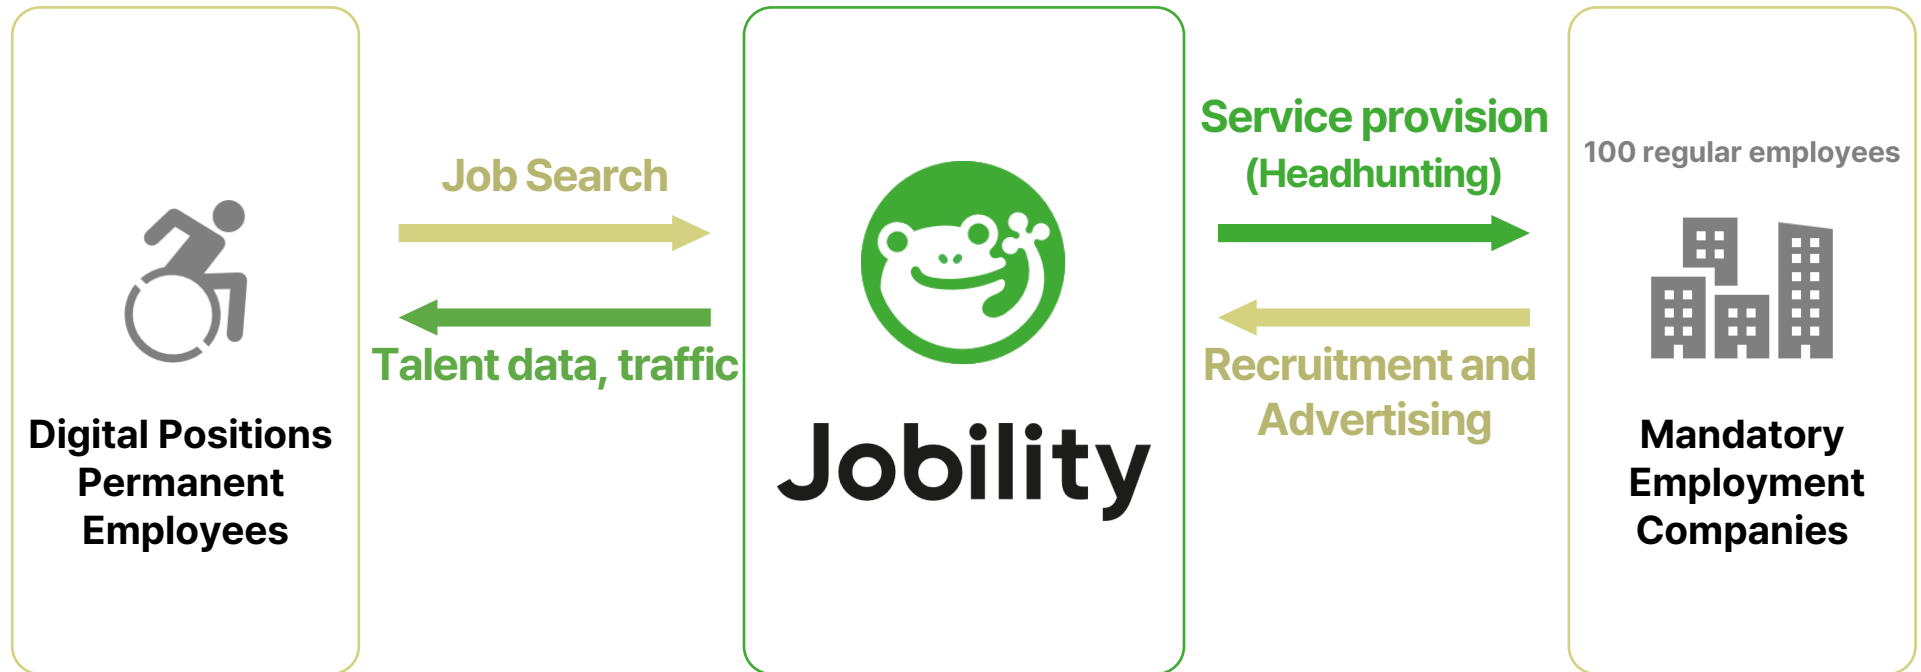 Digital Positions
Permanent
Employees
Job Search
Talent data, traffic
Jobility
Service provision
(Headhunting)
Recruitment and
Advertising
100 regular employees
Mandatory
Employment
Companies